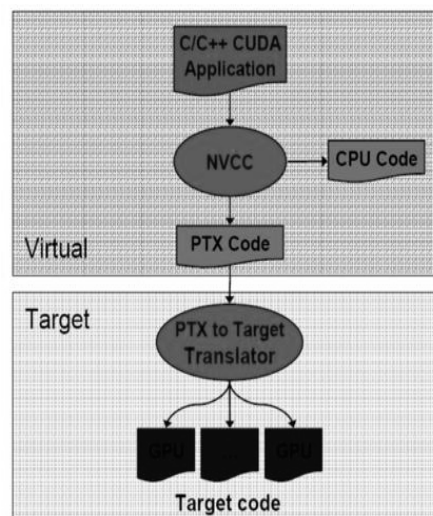 C/C++ CUDA
Application
NVCC
CPU Code
PTX Code
Virtual
Target
PTX to Target
Translator
GPU
GPU
Target code